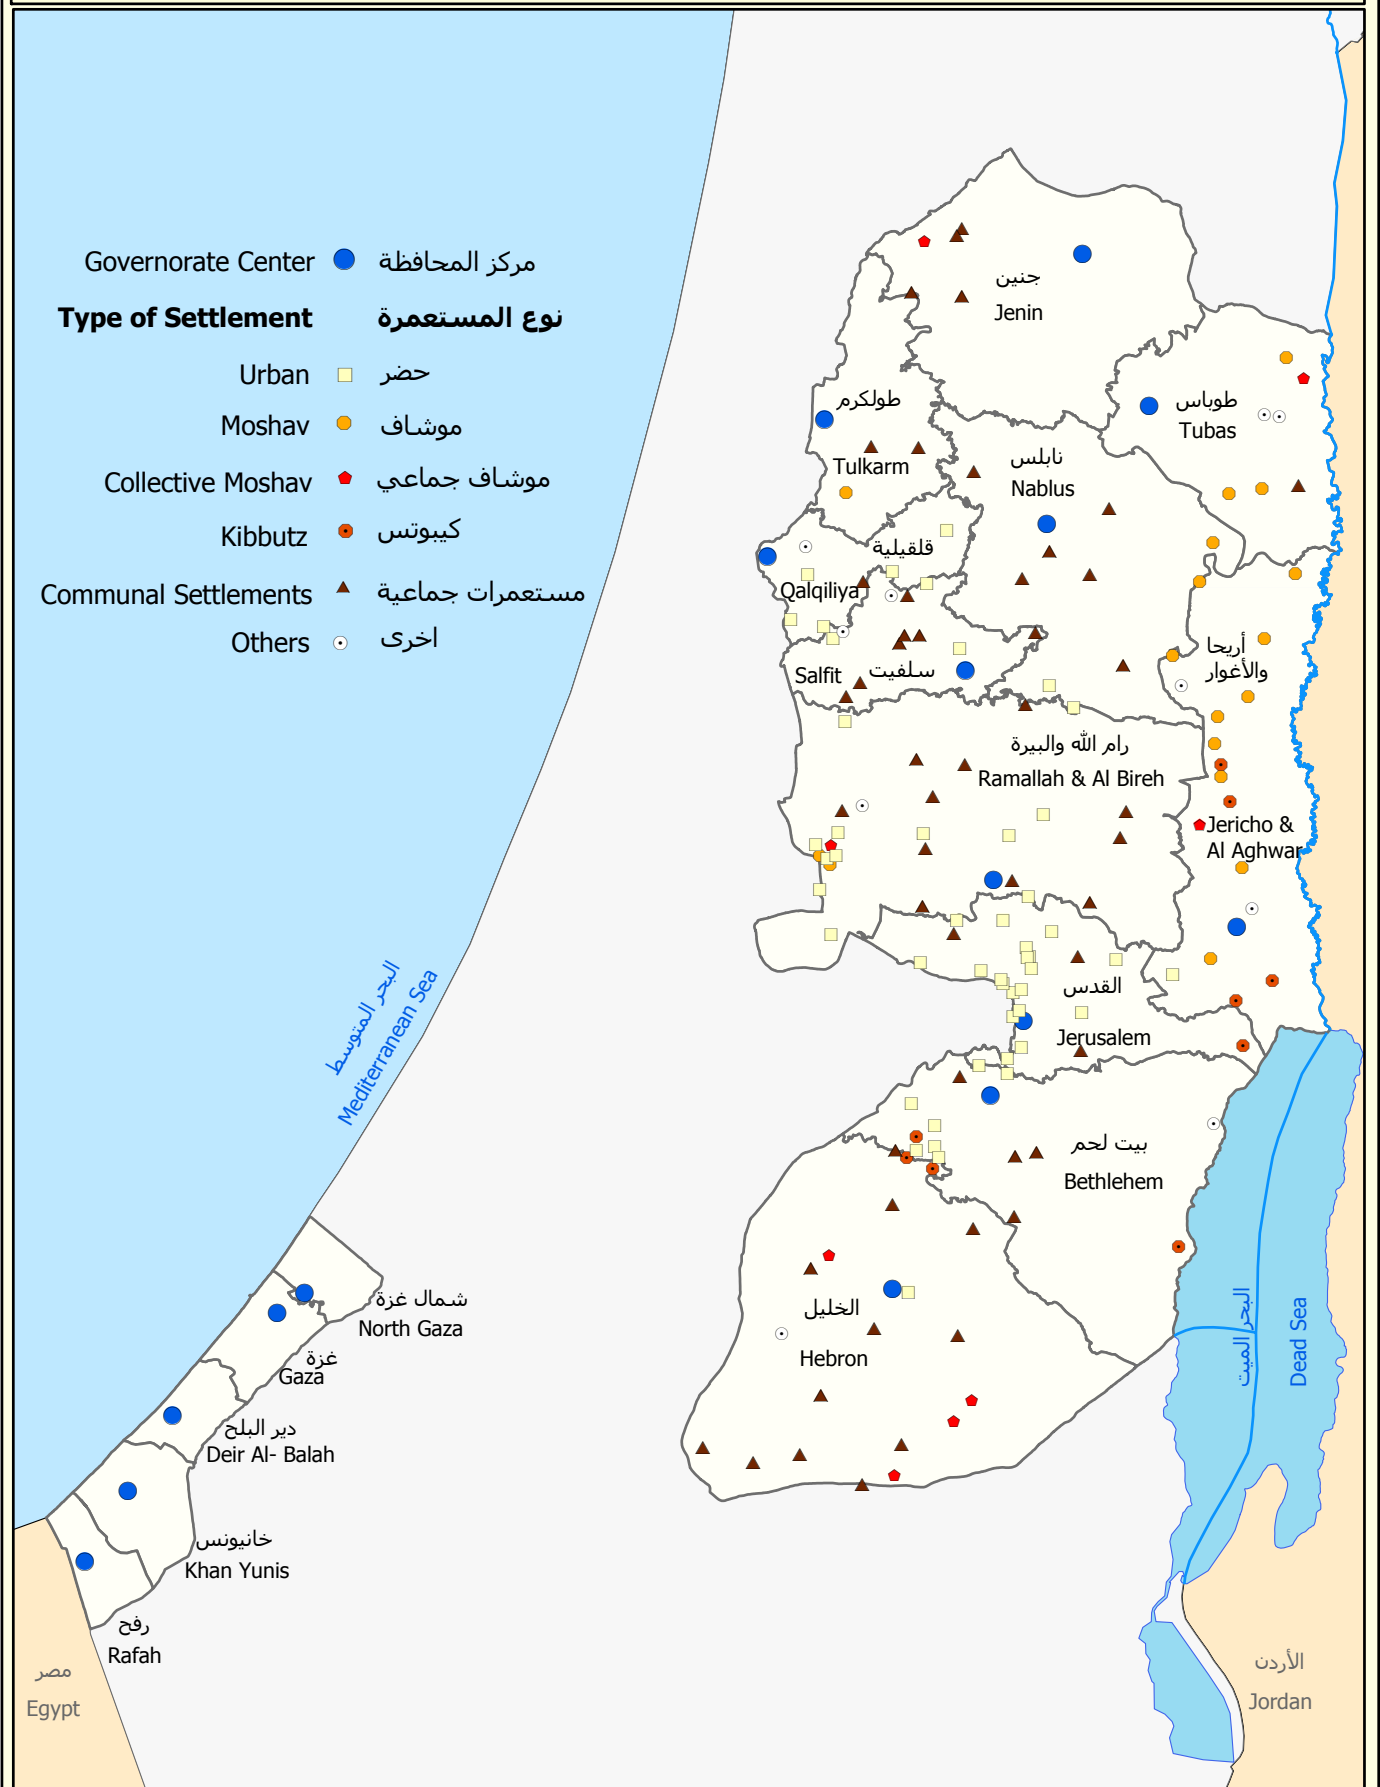 Governorate Center مركز المحافظة
Type of Settlement نوع المستعمرة
Urban حضر
Moshav موشاف
Collective Moshav موشاف جماعي
Kibbutz كيبوتس
Communal Settlements مستعمرات جماعية
Others اخرى
جنين
Jenin
طوباس
Tubas
طولكرم
Tulkarm
نابلس
Nablus
قلقيلية
Qalqiliya
سلفيت
Salfit
أريحا
والأغوار
Jericho &
Al Aghwar
رام الله والبيرة
Ramallah & Al Bireh
القدس
Jerusalem
بيت لحم
Bethlehem
الخليل
Hebron
البحر المتوسط
Mediterranean Sea
البحر الميت
Dead Sea
شمال غزة
North Gaza
غزة
Gaza
دير البلح
Deir Al- Balah
خانيونس
Khan Yunis
رفح
Rafah
مصر
Egypt
الأردن
Jordan